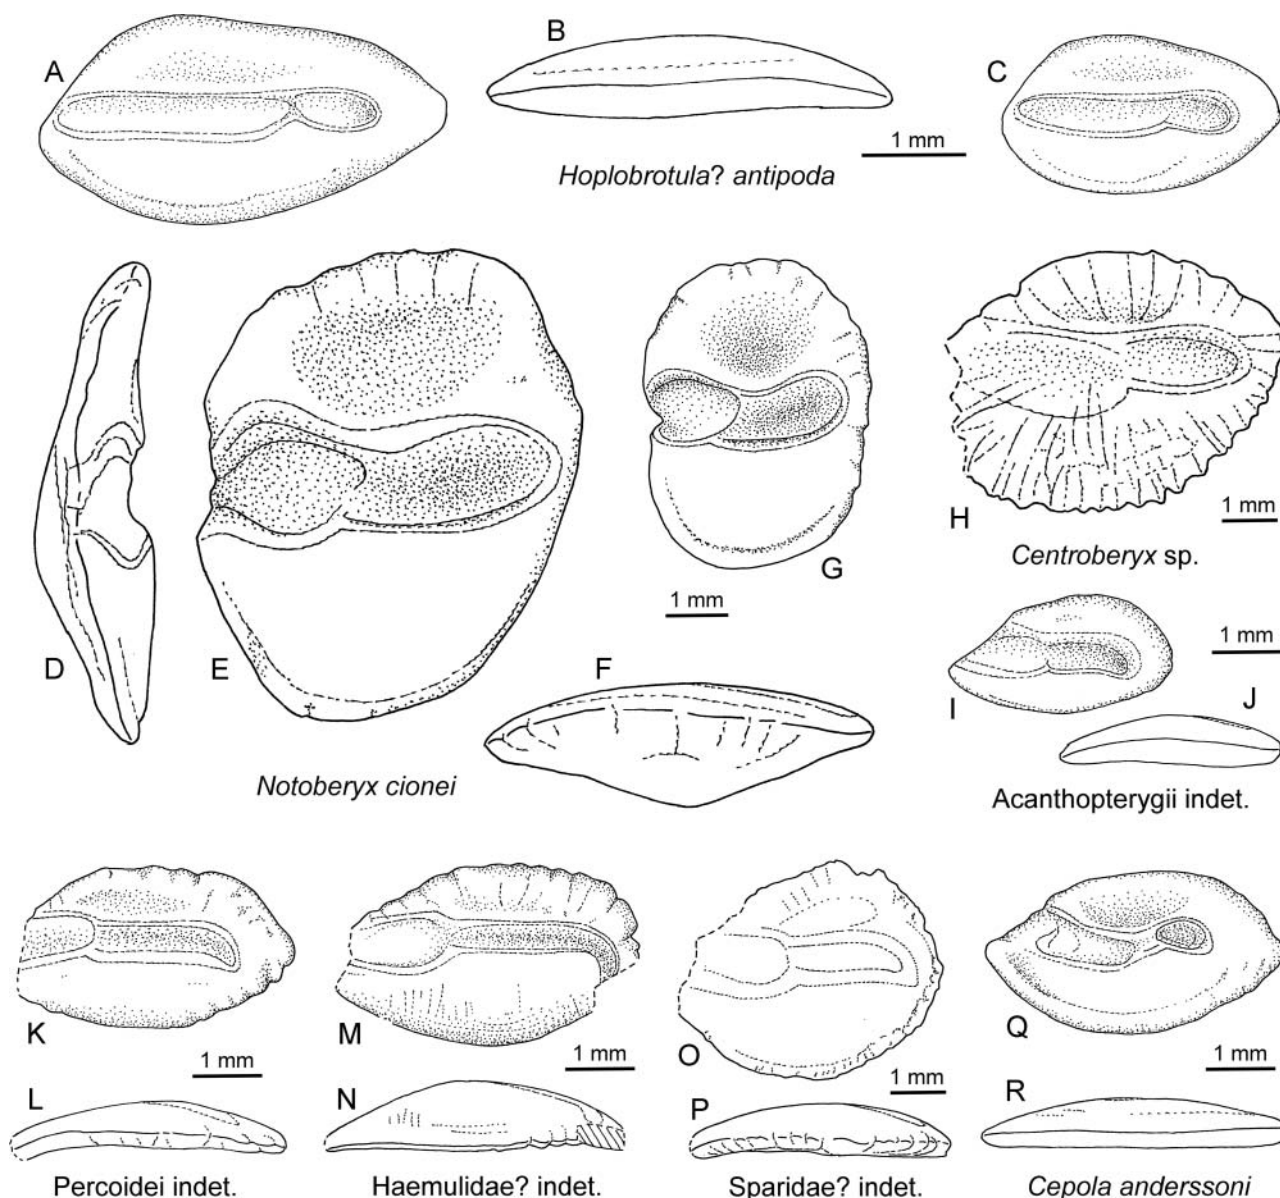 A
B
C
1 mm
Hoplobrotula? antipoda
D
E
G
H
1 mm
1 mm
Centroberyx sp.
F
1 mm
I
J
Notoberyx cionei
Acanthopterygii indet.
K
M
O
Q
1 mm
1 mm
1 mm
1 mm
L
N
P
R
Percoidei indet.
Haemulidae? indet.
Sparidae? indet.
Cepola anderssoni